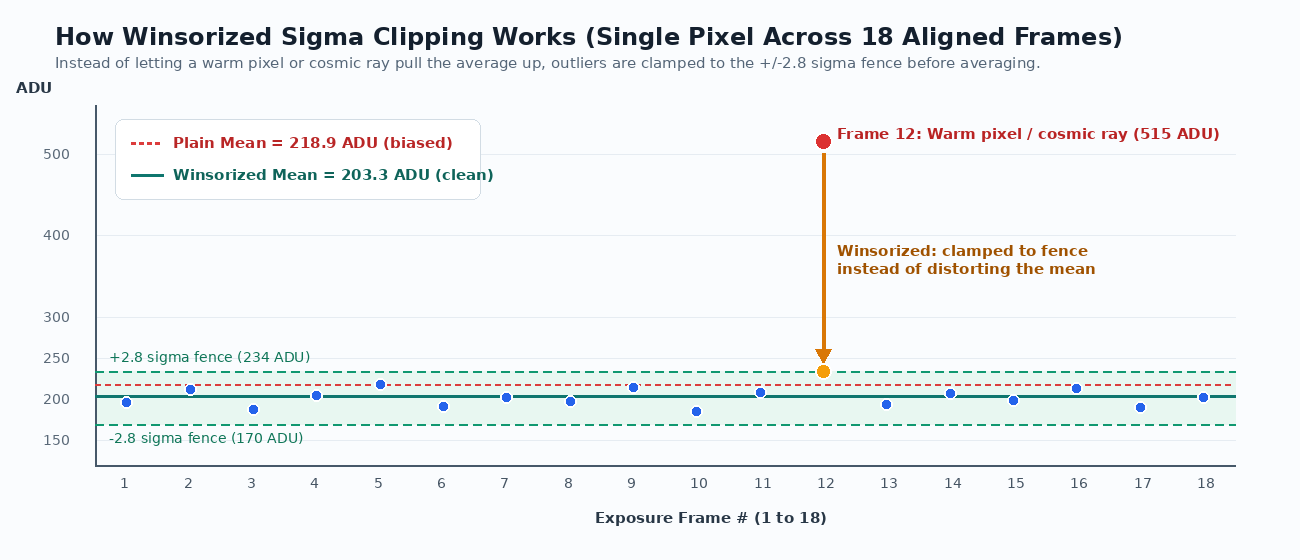 How Winsorized Sigma Clipping Works (Single Pixel Across 18 Aligned Frames)
Instead of letting a warm pixel or cosmic ray pull the average up, outliers are clamped to the +/-2.8 sigma fence before averaging.
ADU
Plain Mean = 218.9 ADU (biased)
Winsorized Mean = 203.3 ADU (clean)
Frame 12: Warm pixel / cosmic ray (515 ADU)
500
400
Winsorized: clamped to fence
instead of distorting the mean
300
+2.8 sigma fence (234 ADU)
250
200
-2.8 sigma fence (170 ADU)
150
1 2 3 4 5 6 7 8 9 10 11 12 13 14 15 16 17 18
Exposure Frame # (1 to 18)